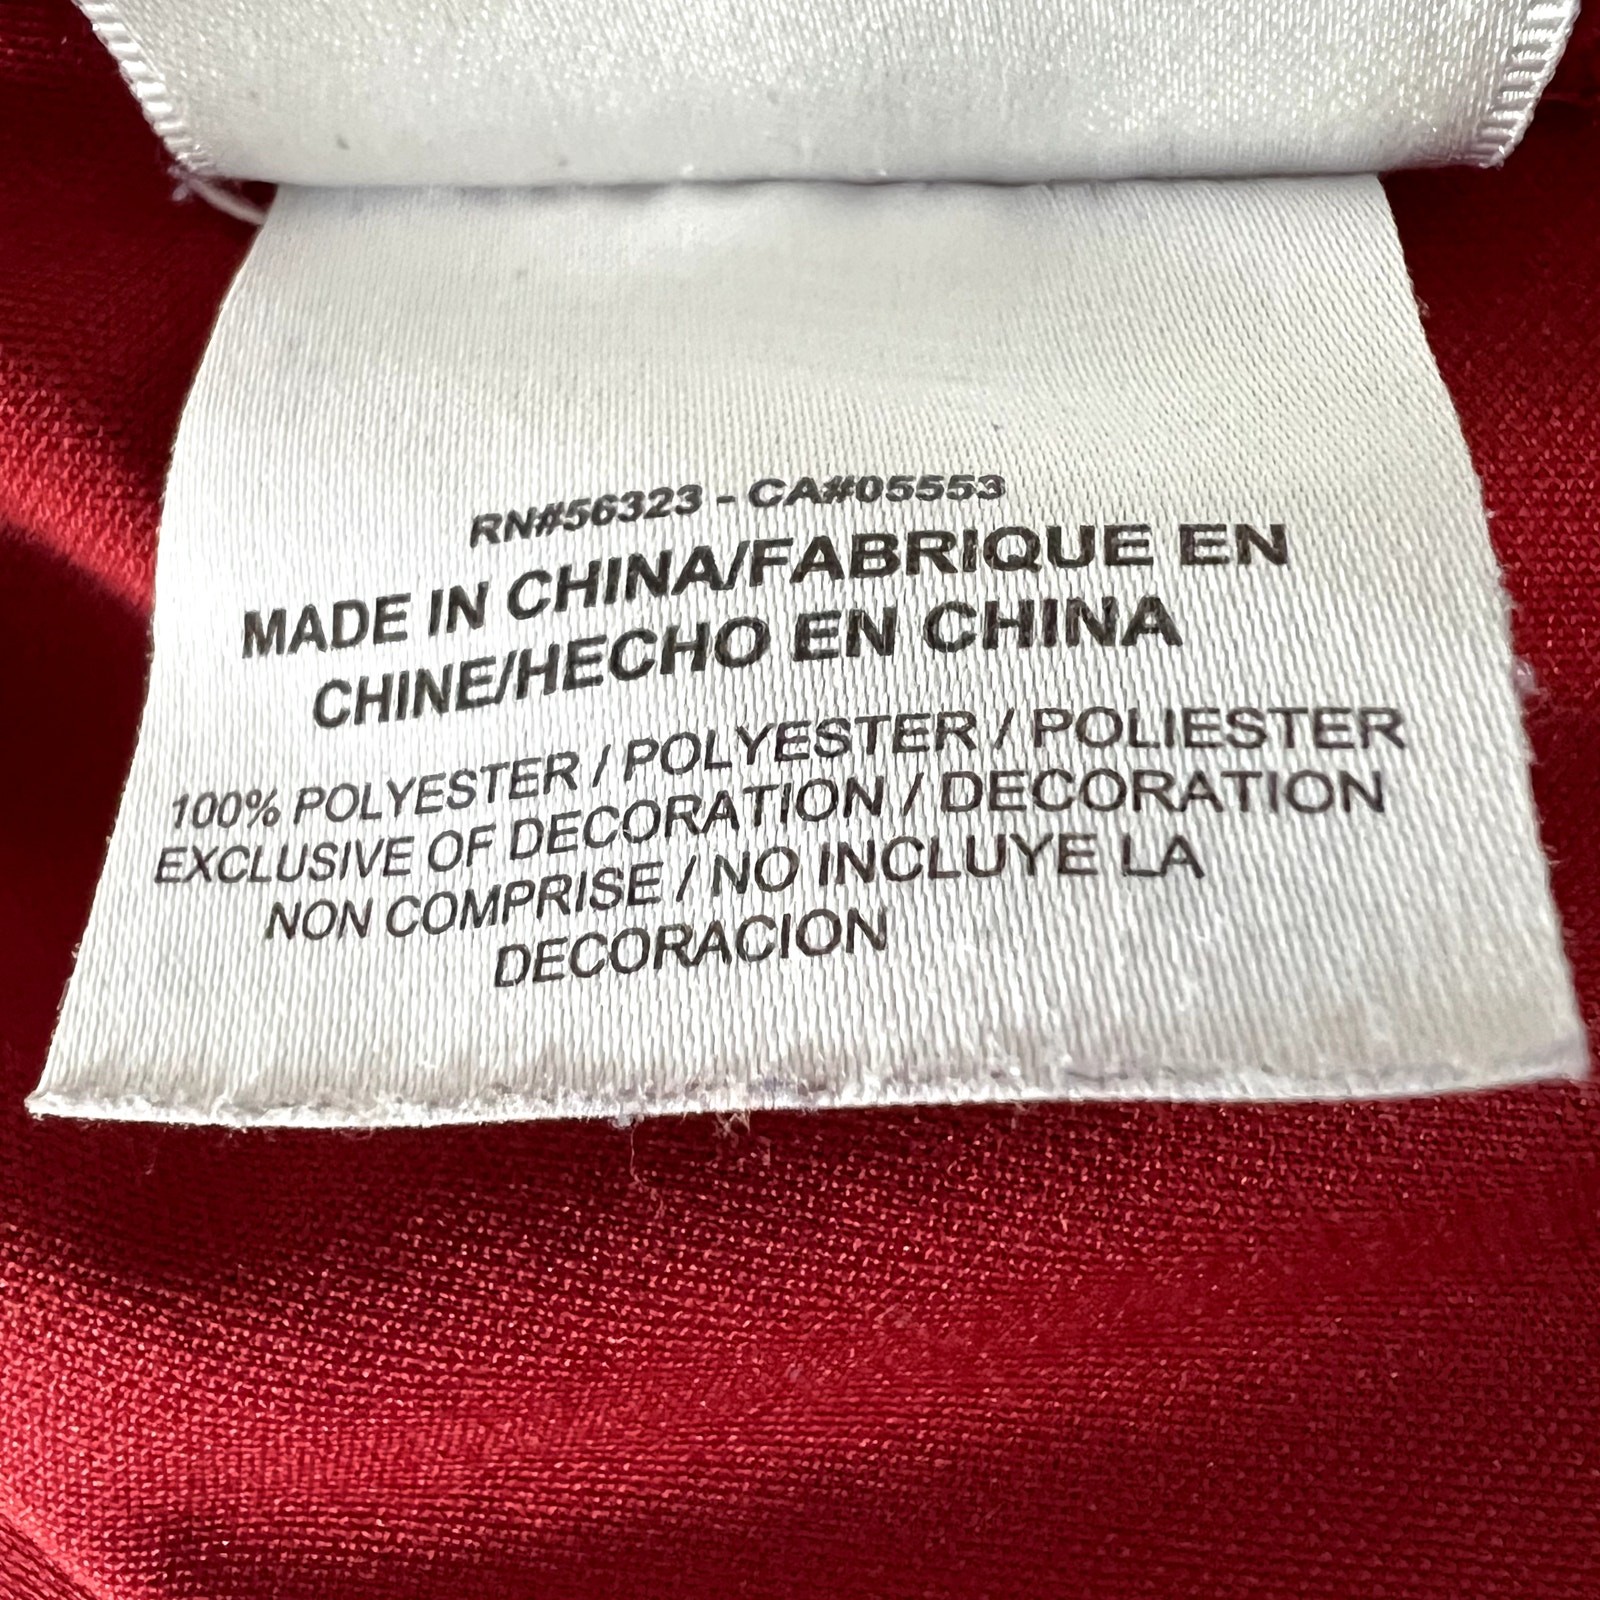 RN#56323 - CA#05553
MADE IN CHINA/FABRIQUE EN
CHINE/HECHO EN CHINA
100% POLYESTER / POLYESTER / POLIESTER
EXCLUSIVE OF DECORATION / DECORATION
NON COMPRISE / NO INCLUYE LA
DECORACION